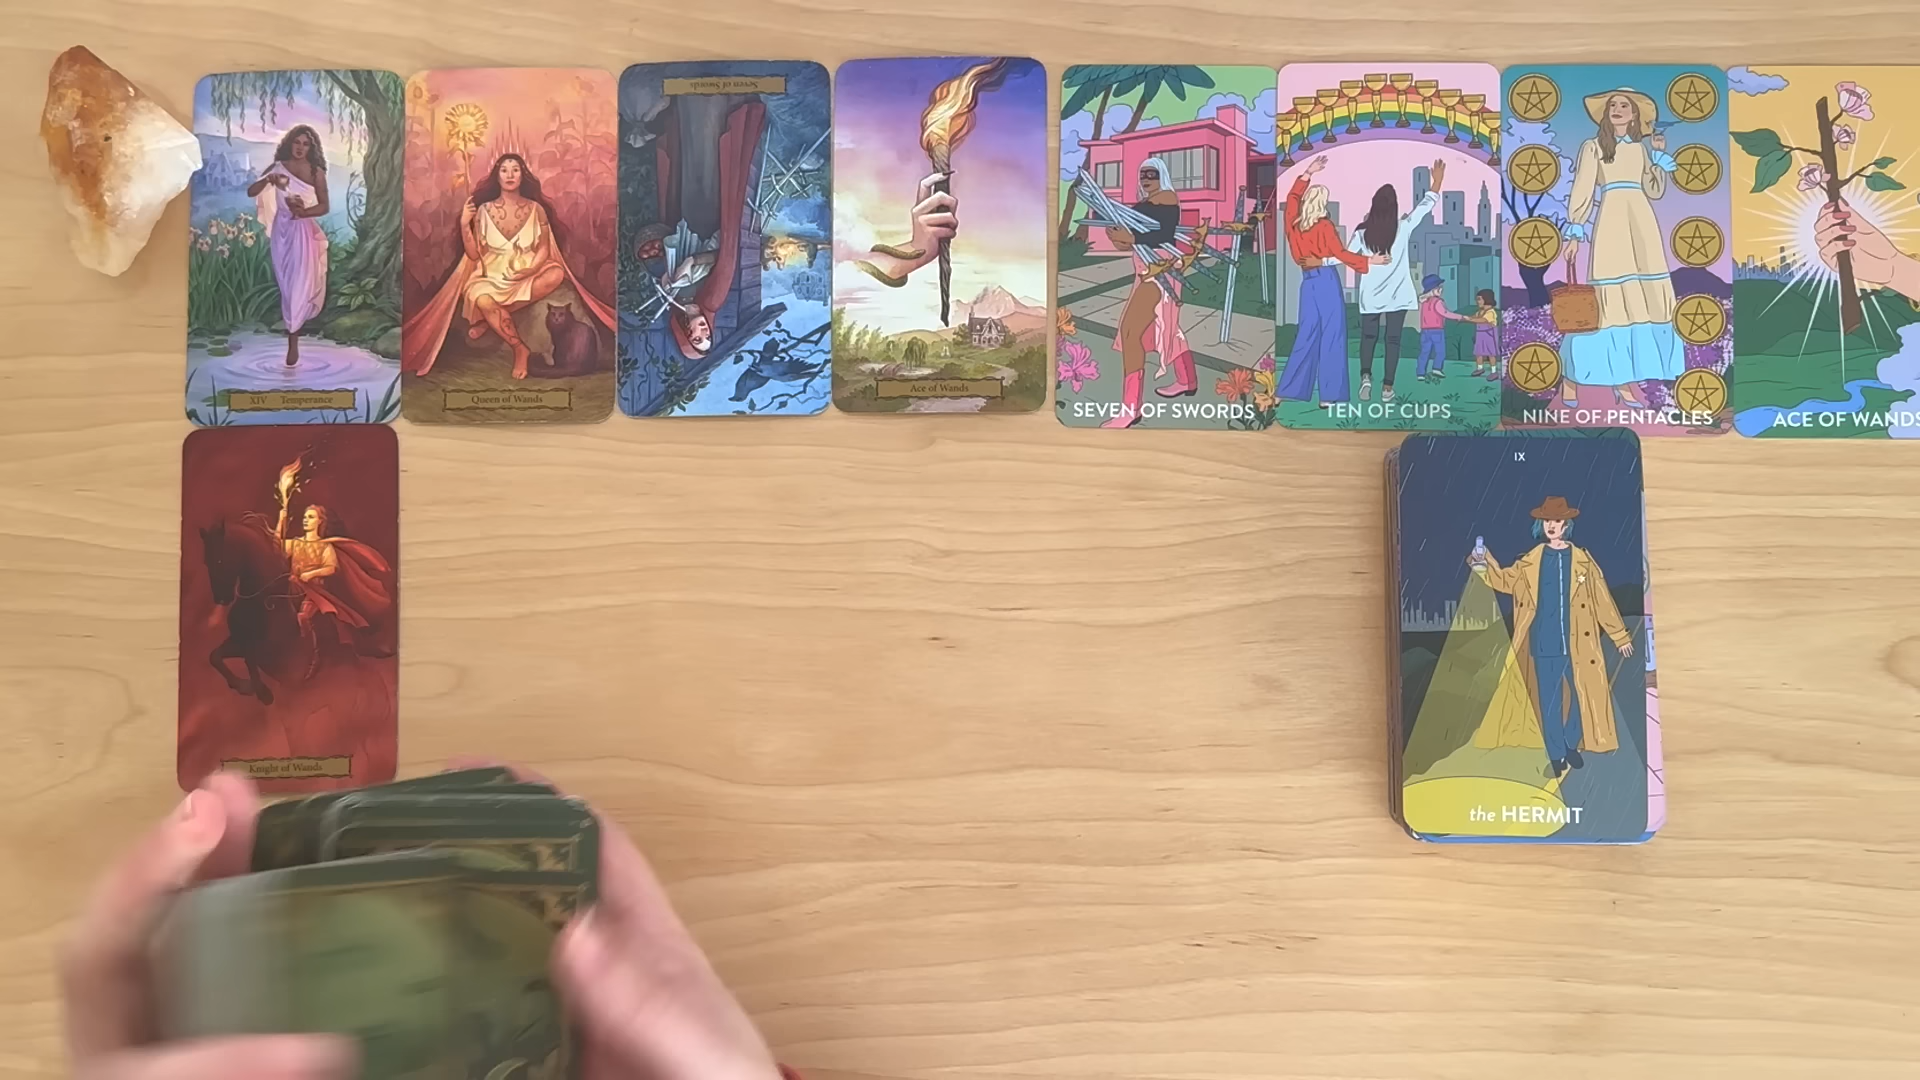 Seven of Swords
XIV Temperance
Queen of Wands
Ace of Wands
SEVEN OF SWORDS
TEN OF CUPS
NINE OF PENTACLES
ACE OF WANDS
Knight of Wands
IX
the HERMIT